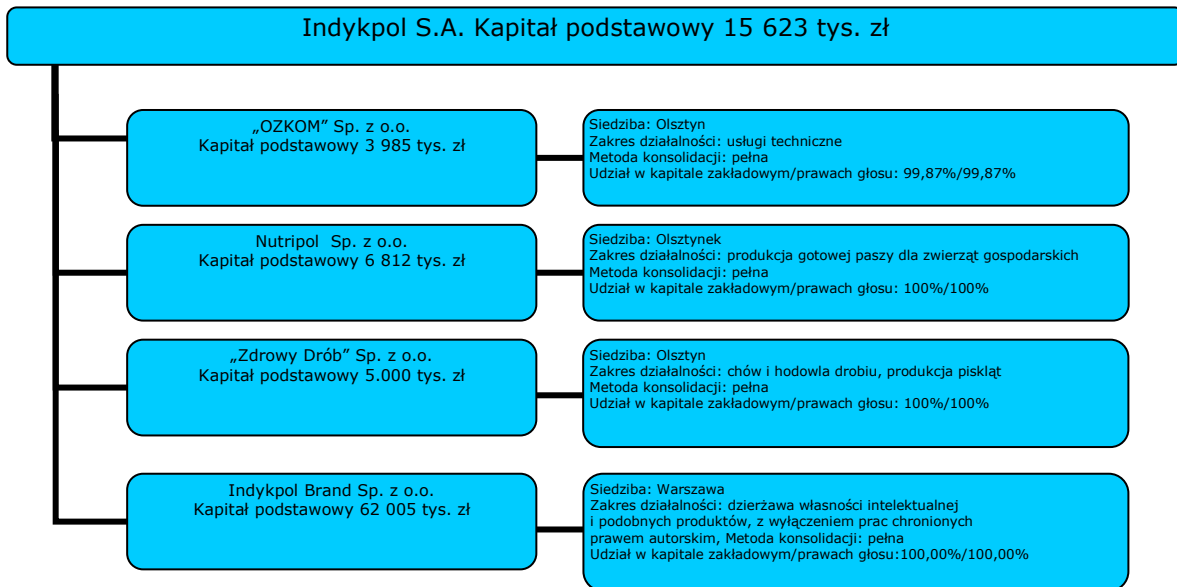 Indykpol S.A. Kapitał podstawowy 15 623 tys. zł
„OZKOM” Sp. z o.o.
Kapitał podstawowy 3 985 tys. zł
Siedziba: Olsztyn
Zakres działalności: usługi techniczne
Metoda konsolidacji: pełna
Udział w kapitale zakładowym/prawach głosu: 99,87%/99,87%
Nutripol Sp. z o.o.
Kapitał podstawowy 6 812 tys. zł
Siedziba: Olsztynek
Zakres działalności: produkcja gotowej paszy dla zwierząt gospodarskich
Metoda konsolidacji: pełna
Udział w kapitale zakładowym/prawach głosu: 100%/100%
„Zdrowy Drób” Sp. z o.o.
Kapitał podstawowy 5.000 tys. zł
Siedziba: Olsztyn
Zakres działalności: chów i hodowla drobiu, produkcja piskląt
Metoda konsolidacji: pełna
Udział w kapitale zakładowym/prawach głosu: 100%/100%
Indykpol Brand Sp. z o.o.
Kapitał podstawowy 62 005 tys. zł
Siedziba: Warszawa
Zakres działalności: dzierżawa własności intelektualnej
i podobnych produktów, z wyłączeniem prac chronionych
prawem autorskim, Metoda konsolidacji: pełna
Udział w kapitale zakładowym/prawach głosu:100,00%/100,00%